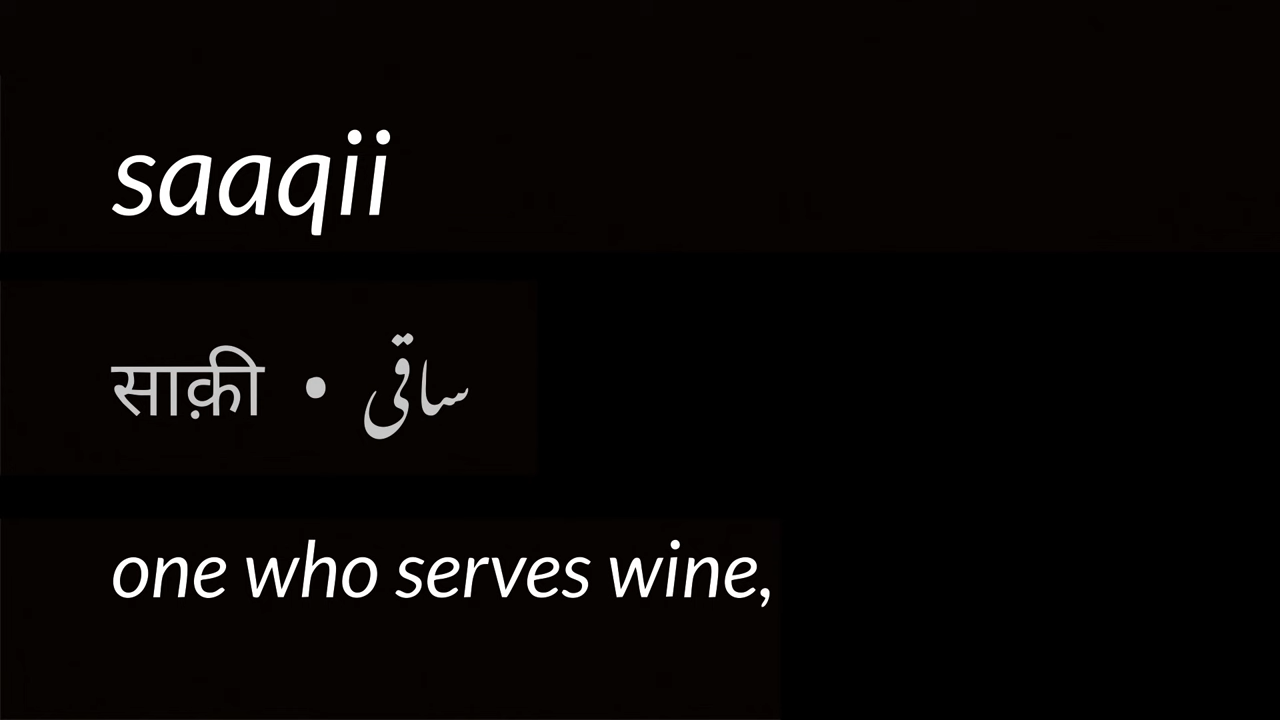 saaqii
साक़ी • ساقی
one who serves wine,